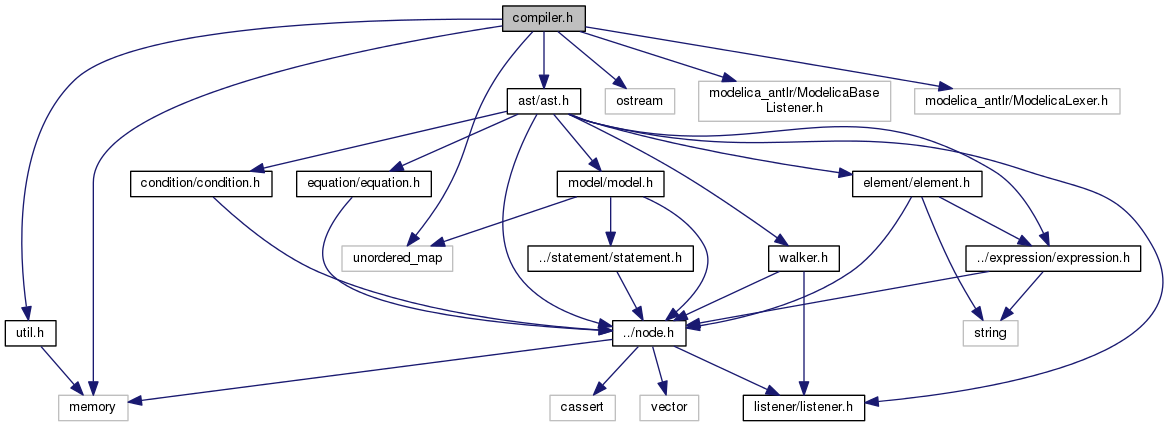 compiler.h
ast/ast.h
ostream
modelica_antlr/ModelicaBase
Listener.h
modelica_antlr/ModelicaLexer.h
condition/condition.h
equation/equation.h
model/model.h
element/element.h
unordered_map
../statement/statement.h
walker.h
../expression/expression.h
util.h
../node.h
string
memory
cassert
vector
listener/listener.h